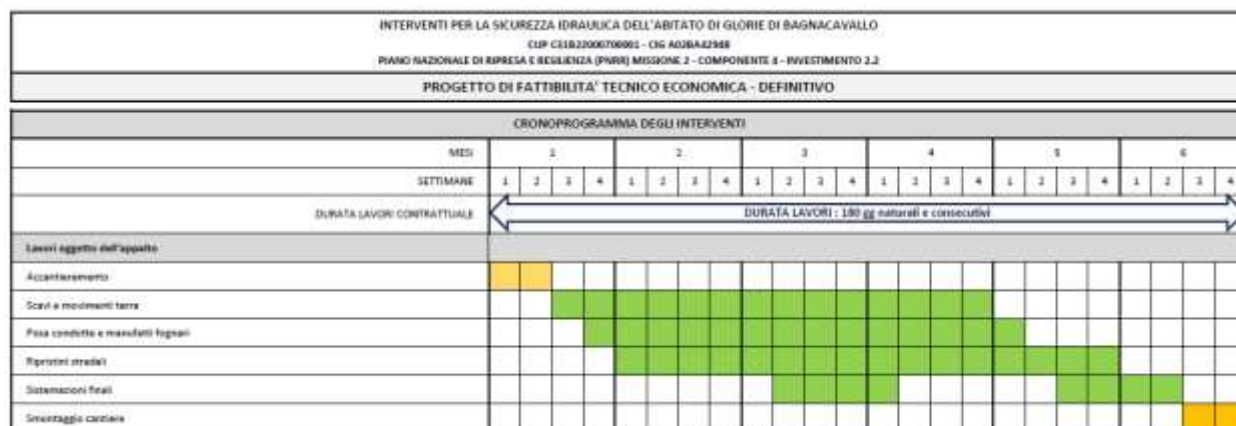 INTERVENTI PER LA SICUREZZA IDRAULICA DELL'ABITATO DI GLORIE DI BAGNACAVALLO
CUP C31B22000700001 - CIG A02BA42948
PIANO NAZIONALE DI RIPRESA E RESILIENZA (PNRR) MISSIONE 2 - COMPONENTE 4 - INVESTIMENTO 2.2
PROGETTO DI FATTIBILITA' TECNICO ECONOMICA - DEFINITIVO
CRONOPROGRAMMA DEGLI INTERVENTI
MESI 1 2 3 4 5 6
SETTIMANE 1 2 3 4 1 2 3 4 1 2 3 4 1 2 3 4 1 2 3 4 1 2 3 4
DURATA LAVORI CONTRATTUALE DURATA LAVORI : 180 gg naturali e consecutivi
Lavori oggetto dell'appalto
Accantieramento
Scavi e movimenti terra
Posa condotte e manufatti fognari
Ripristini stradali
Sistemazioni finali
Smontaggio cantiere